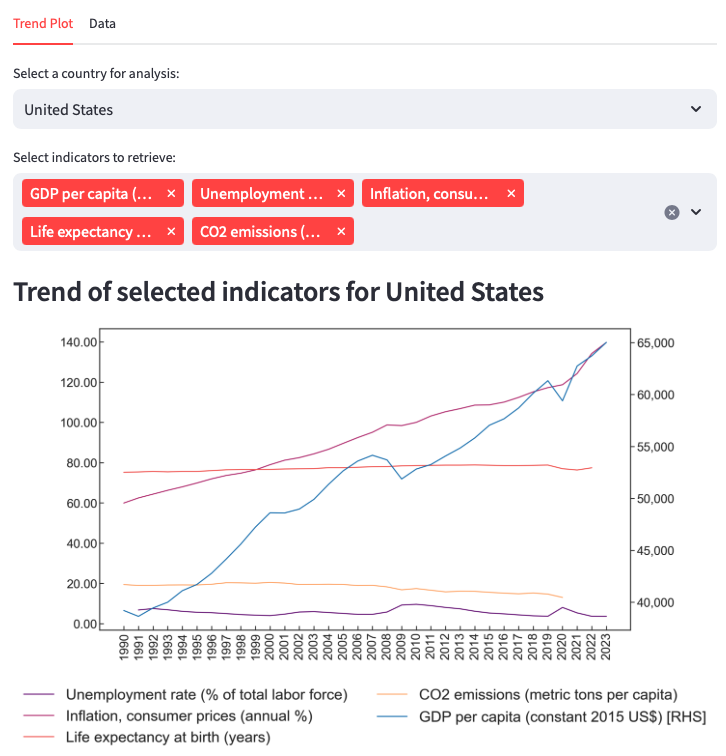 Trend Plot Data
Select a country for analysis:
United States
Select indicators to retrieve:
GDP per capita (... × Unemployment ... × Inflation, consu... ×
Life expectancy ... × CO2 emissions (... ×
Trend of selected indicators for United States
140.00 65,000
120.00 60,000
100.00 55,000
80.00 50,000
60.00 45,000
40.00 40,000
20.00
0.00
1990 1991 1992 1993 1994 1995 1996 1997 1998 1999 2000 2001 2002 2003 2004 2005 2006 2007 2008 2009 2010 2011 2012 2013 2014 2015 2016 2017 2018 2019 2020 2021 2022 2023
Unemployment rate (% of total labor force) CO2 emissions (metric tons per capita)
Inflation, consumer prices (annual %) GDP per capita (constant 2015 US$) [RHS]
Life expectancy at birth (years)